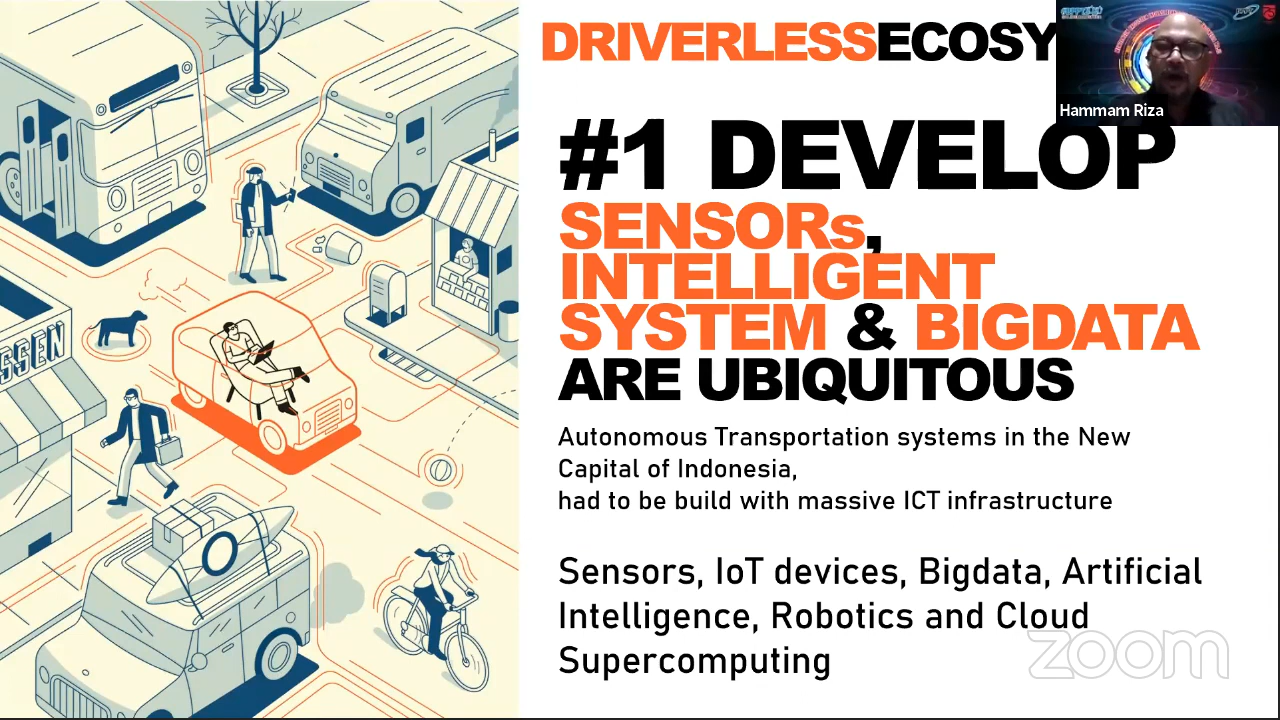 DRIVERLESSECOSY
Hammam Riza
#1 DEVELOP
SENSORs,
INTELLIGENT
SYSTEM & BIGDATA
ARE UBIQUITOUS
Autonomous Transportation systems in the New
Capital of Indonesia,
had to be build with massive ICT infrastructure
Sensors, IoT devices, Bigdata, Artificial
Intelligence, Robotics and Cloud
Supercomputing
zoom
SSEN